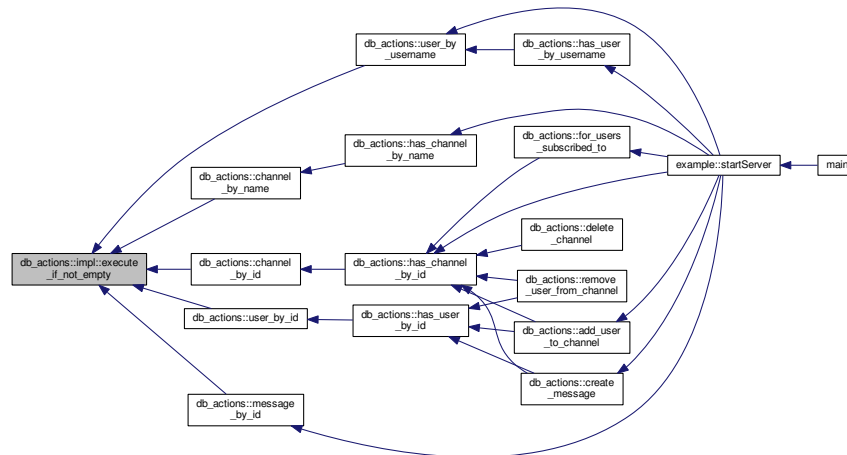 db_actions::user_by
_username
db_actions::has_user
_by_username
db_actions::has_channel
_by_name
db_actions::for_users
_subscribed_to
example::startServer
main
db_actions::channel
_by_name
db_actions::delete
_channel
db_actions::impl::execute
_if_not_empty
db_actions::channel
_by_id
db_actions::has_channel
_by_id
db_actions::remove
_user_from_channel
db_actions::user_by_id
db_actions::has_user
_by_id
db_actions::add_user
_to_channel
db_actions::create
_message
db_actions::message
_by_id